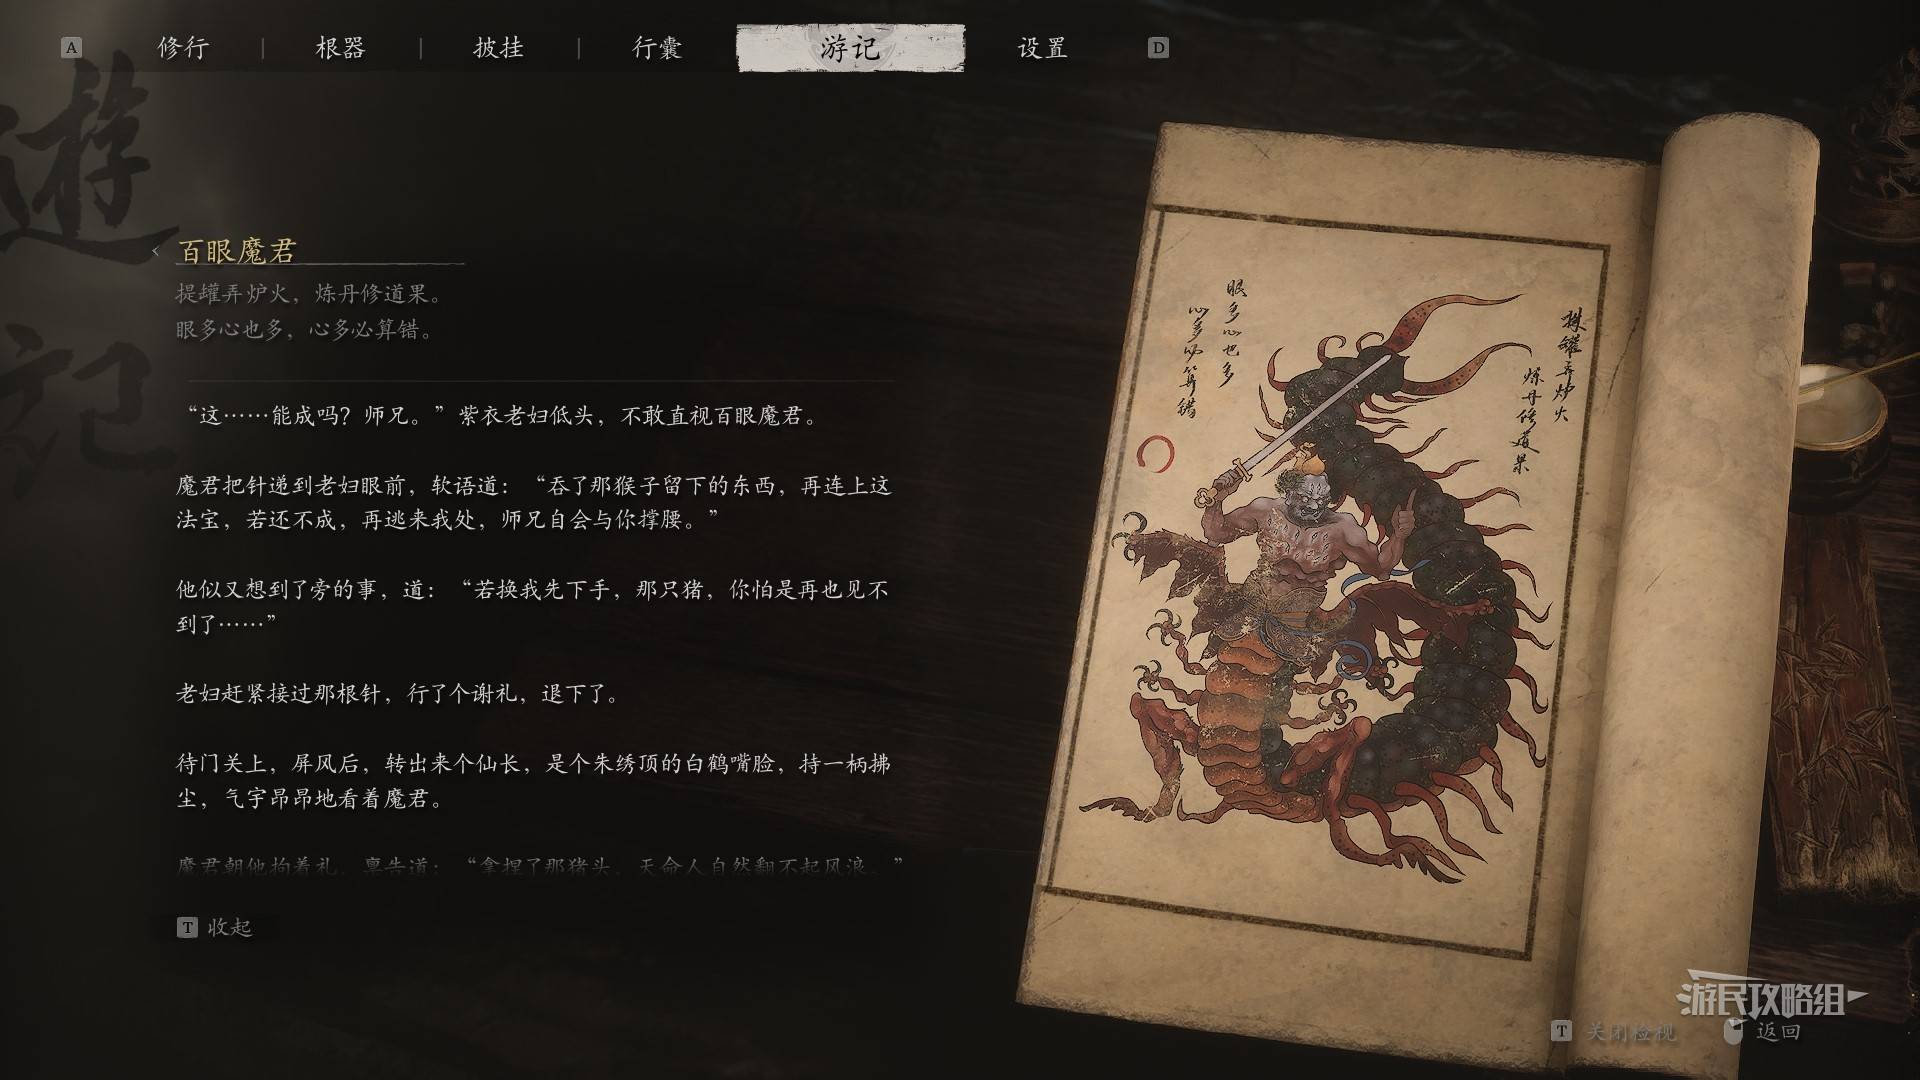 A 修行 | 根器 | 披挂 | 行囊 | 游记 设置 D
遊記
百眼魔君
提罐弄炉火，炼丹修道果。
眼多心也多，心多必算错。
“这……能成吗？师兄。”紫衣老妇低头，不敢直视百眼魔君。
魔君把针递到老妇眼前，软语道：“吞了那猴子留下的东西，再连上这
法宝，若还不成，再逃来我处，师兄自会与你撑腰。”
他似又想到了旁的事，道：“若换我先下手，那只猪，你怕是再也见不
到了……”
老妇赶紧接过那根针，行了个谢礼，退下了。
待门关上，屏风后，转出来个仙长，是个朱绣顶的白鹤嘴脸，持一柄拂
尘，气宇昂昂地看着魔君。
魔君朝他拘着礼，禀告道：“拿捏了那猪头，天命人自然翻不起风浪。”
T 收起
提罐弄炉火
炼丹修道果
眼多心也多
心多必算错
游民攻略组
T 关闭检视 返回